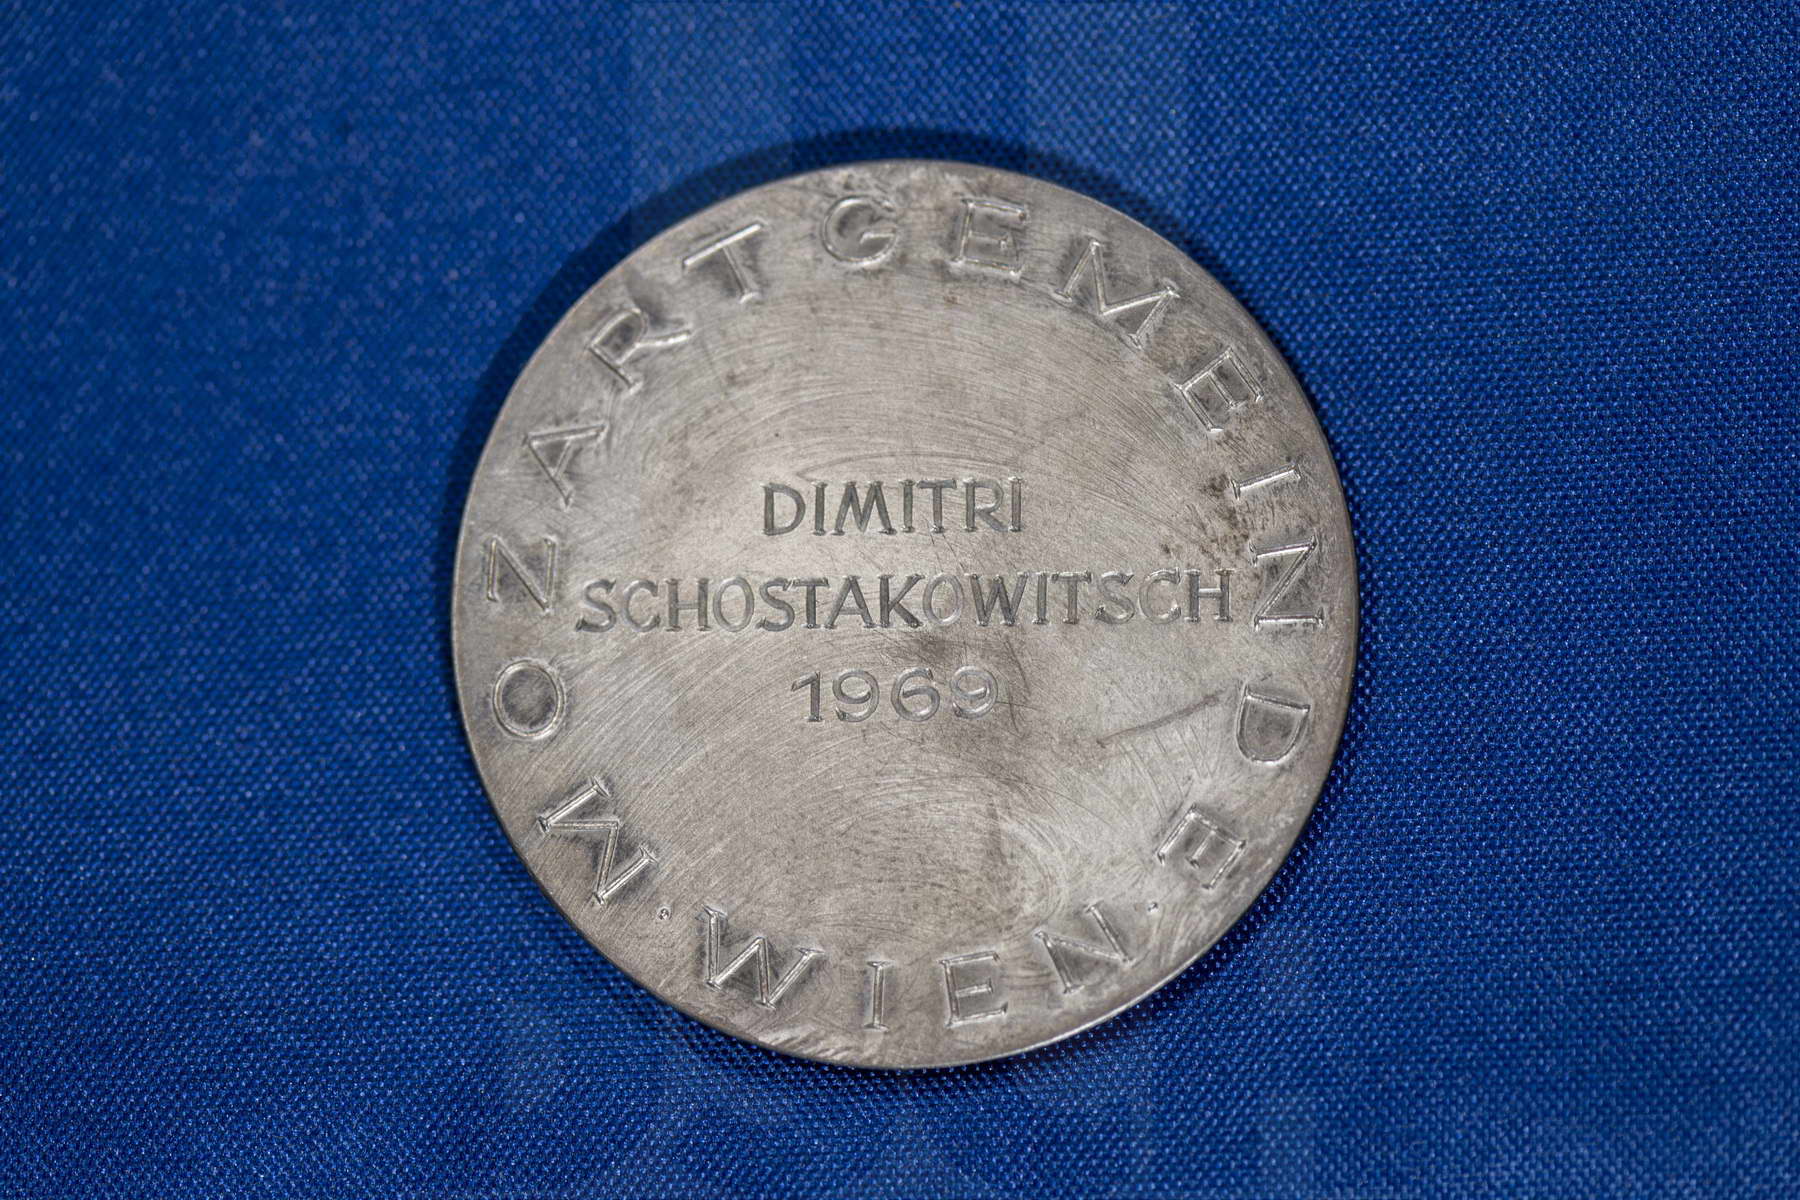 MOZARTGEMEINDE · WIEN ·
DIMITRI
SCHOSTAKOWITSCH
1969